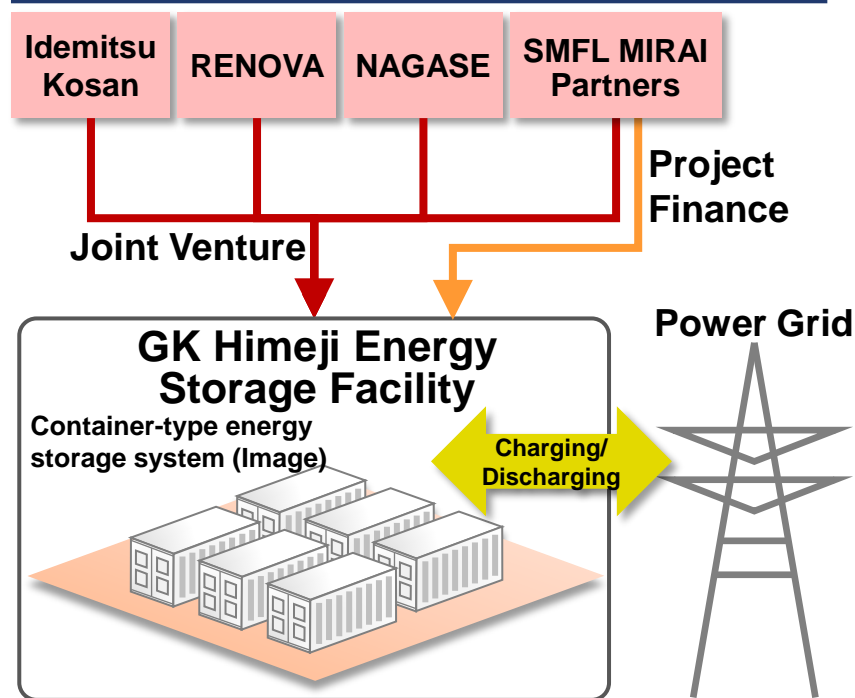 Idemitsu
Kosan
RENOVA
NAGASE
SMFL MIRAI
Partners
Project
Finance
Joint Venture
GK Himeji Energy
Storage Facility
Power Grid
Container-type energy
storage system (Image)
Charging/
Discharging